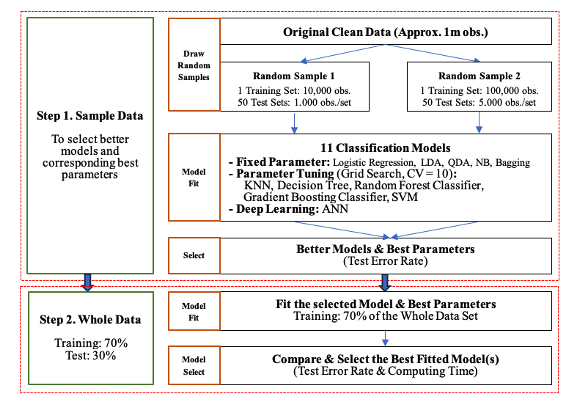 Step 1. Sample Data
To select better
models and
corresponding best
parameters
Draw
Random
Samples
Original Clean Data (Approx. 1m obs.)
Random Sample 1
1 Training Set: 10,000 obs.
50 Test Sets: 1.000 obs./set
Random Sample 2
1 Training Set: 100,000 obs.
50 Test Sets: 5.000 obs./set
Model
Fit
11 Classification Models
- Fixed Parameter: Logistic Regression, LDA, QDA, NB, Bagging
- Parameter Tuning (Grid Search, CV = 10):
KNN, Decision Tree, Random Forest Classifier,
Gradient Boosting Classifier, SVM
- Deep Learning: ANN
Select
Better Models & Best Parameters
(Test Error Rate)
Step 2. Whole Data
Training: 70%
Test: 30%
Model
Fit
Fit the selected Model & Best Parameters
Training: 70% of the Whole Data Set
Model
Select
Compare & Select the Best Fitted Model(s)
(Test Error Rate & Computing Time)